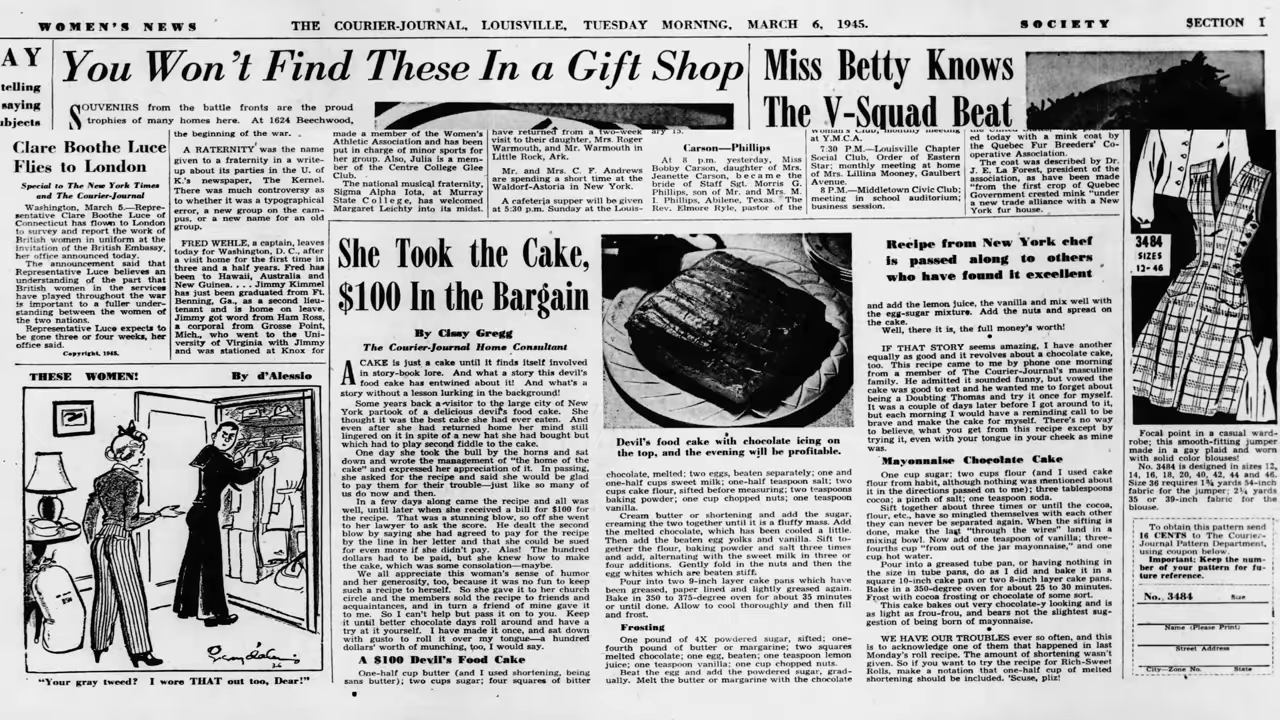 WOMEN'S NEWS
THE COURIER-JOURNAL, LOUISVILLE, TUESDAY MORNING, MARCH 6, 1945.
SOCIETY
SECTION 1
AY
telling
saying
ubjects
You Won't Find These In a Gift Shop
SOUVENIRS from the battle fronts are the proud
trophies of many homes here. At 1624 Beechwood,
Miss Betty Knows
The V-Squad Beat
Clare Boothe Luce
Flies to London
Special to The New York Times
and The Courier-Journal
Washington, March 5.—Repre-
sentative Clare Boothe Luce of
Connecticut has flown to London
to survey and report the work of
British women in uniform at the
invitation of the British Embassy,
her office announced today.
The announcement said that
Representative Luce believes an
understanding of the part that
British women in the services
have played throughout the war
is important to a fuller under-
standing between the women of
the two nations.
Representative Luce expects to
be gone three or four weeks, her
office said.
Copyright, 1945.
the beginning of the war.
A RATERNITY was the name
given to a fraternity in a write-
up about its parties in the U. of
K.'s newspaper, The Kernel.
There was much controversy as
to whether it was a typographical
error, a new group on the cam-
pus, or a new name for an old
group.
FRED WEHLE, a captain, leaves
today for Washington, D. C., after
a visit home for the first time in
three and a half years. Fred has
been to Hawaii, Australia and
New Guinea. . . . Jimmy Kimmel
has just been graduated from Ft.
Benning, Ga., as a second lieu-
tenant and is home on leave.
Jimmy got word from Ham Ross,
a corporal from Grosse Point,
Mich., who went to the Uni-
versity of Virginia with Jimmy
and was stationed at Knox for
made a member of the Women's
Athletic Association and has been
put in charge of minor sports for
her group. Also, Julia is a mem-
ber of the Centre College Glee
Club.
The national musical fraternity,
Sigma Alpha Iota, at Murray
State College, has welcomed
Margaret Leichty into its midst.
have returned from a two-week
visit to their daughter, Mrs. Roger
Warmuth, and Mr. Warmuth in
Little Rock, Ark.
Mr. and Mrs. C. F. Andrews
are spending a short time at the
Waldorf-Astoria in New York.
A cafeteria supper will be given
at 5:30 p.m. Sunday at the Louis-
ary 15.
Carson—Phillips
At 8 p.m. yesterday, Miss
Bobby Carson, daughter of Mrs.
Jeanette Carson, became the
bride of Staff Sgt. Morris G.
Phillips, son of Mr. and Mrs. M.
I. Phillips, Abilene, Texas. The
Rev. Elmore Ryle, pastor of the
Woman's Club, monthly meeting
at Y.M.C.A.
7:30 P.M.—Louisville Chapter
Social Club, Order of Eastern
Star; monthly meeting at home
of Mrs. Lillina Mooney, Gaulbert
Avenue.
8 P.M.—Middletown Civic Club;
meeting in school auditorium;
business session.
ed today with a mink coat by
the Quebec Fur Breeders' Co-
operative Association.
The coat was described by Dr.
J. E. La Forest, president of the
association, as have been made
"from the first crop of Quebec
Government crested mink "under
a new trade alliance with a New
York fur house.
THESE WOMEN! By d'Alessio
"Your gray tweed? I wore THAT out too, Dear!"
She Took the Cake,
$100 In the Bargain
By Cissy Gregg
The Courier-Journal Home Consultant
A CAKE is just a cake until it finds itself involved
in story-book lore. And what a story this devil's
food cake has entwined about it! And what's a
story without a lesson lurking in the background!
Some years back a visitor to the large city of New
York partook of a delicious devil's food cake. She
thought it was the best cake she had ever eaten. And
even after she had returned home her mind still
lingered on it in spite of a new hat she had bought but
which had to play second fiddle to the cake.
One day she took the bull by the horns and sat
down and wrote the management of "the home of the
cake" and expressed her appreciation of it. In passing,
she asked for the recipe and said she would be glad
to pay them for their trouble—just like so many of
us do now and then.
In a few days along came the recipe and all was
well, until later when she received a bill for $100 for
the recipe. That was a stunning blow, so off she went
to her lawyer to ask the score. He dealt the second
blow by saying she had agreed to pay for the recipe
by the line in her letter and that she could be sued
for even more if she didn't pay. Alas! The hundred
dollars had to be paid, but she knew how to make
the cake, which was some consolation—maybe.
We all appreciate this woman's sense of humor
and her generosity, too, because it was no fun to keep
such a recipe to herself. So she gave it to her church
circle and the members sold the recipe to friends and
acquaintances, and in turn a friend of mine gave it
to me. So I can't help but pass it on to you. Keep
it until better chocolate days roll around and have a
try at it yourself. I have made it once, and sat down
with gusto to roll it over my tongue—a hundred
dollars' worth of munching, too, I would say.
A $100 Devil's Food Cake
One-half cup butter (and I used shortening, being
sans butter); two cups sugar; four squares of bitter
Devil's food cake with chocolate icing on
the top, and the evening will be profitable.
chocolate, melted; two eggs, beaten separately; one and
one-half cups sweet milk; one-half teaspoon salt; two
cups cake flour, sifted before measuring; two teaspoons
baking powder; one cup chopped nuts; one teaspoon
vanilla.
Cream butter or shortening and add the sugar,
creaming the two together until it is a fluffy mass. Add
the melted chocolate, which has been cooled a little.
Then add the beaten egg yolks and vanilla. Sift to-
gether the flour, baking powder and salt three times
and add, alternating with the sweet milk in three or
four additions. Gently fold in the nuts and then the
egg whites which are beaten stiff.
Pour into two 9-inch layer cake pans which have
been greased, paper lined and lightly greased again.
Bake in 350 to 375-degree oven for about 35 minutes
or until done. Allow to cool thoroughly and then fill
and frost.
Frosting
One pound of 4X powdered sugar, sifted; one-
fourth pound of butter or margarine; two squares
melted chocolate; one egg, beaten; one teaspoon lemon
juice; one teaspoon vanilla; one cup chopped nuts.
Beat the egg and add the powdered sugar, grad-
ually. Melt the butter or margarine with the chocolate
Recipe from New York chef
is passed along to others
who have found it excellent
and add the lemon juice, the vanilla and mix well with
the egg-sugar mixture. Add the nuts and spread on
the cake.
Well, there it is, the full money's worth!
IF THAT STORY seems amazing, I have another
equally as good and it revolves about a chocolate cake,
too. This recipe came to me by phone one morning
from a member of The Courier-Journal's masculine
family. He admitted it sounded funny, but vowed the
cake was good to eat and he wanted me to forget about
being a Doubting Thomas and try it once for myself.
It was a couple of days later before I got around to it,
but each morning I would have a reminding call to be
brave and make the cake for myself. There's no way
to believe, what you get from this recipe except by
trying it, even with your tongue in your cheek as mine
was.
Mayonnaise Chocolate Cake
One cup sugar; two cups flour (and I used cake
flour from habit, although nothing was mentioned about
it in the directions passed on to me); three tablespoons
cocoa; a pinch of salt; one teaspoon soda.
Sift together about three times or until the cocoa,
flour, etc., have so mingled themselves with each other
they can never be separated again. When the sifting is
done, make the last "through the wires" land in a
mixing bowl. Now add one teaspoon of vanilla; three-
fourths cup "from out of the jar mayonnaise," and one
cup hot water.
Pour into a greased tube pan, or having nothing in
the size in tube pans, do as I did and bake it in a
square 10-inch cake pan or two 8-inch layer cake pans.
Bake in a 350-degree oven for about 25 to 30 minutes.
Frost with cocoa frosting or chocolate of some sort.
This cake bakes out very chocolate-y looking and is
as light as frou-frou, and bears not the slightest sug-
gestion of being born of mayonnaise.
WE HAVE OUR TROUBLES ever so often, and this
is to acknowledge one of them that happened in last
Monday's roll recipe. The amount of shortening wasn't
given. So if you want to try the recipe for Rich-Sweet
Rolls, make a notation that one-half cup of melted
shortening should be included. 'Scuse, pliz!
3484
SIZES
12-46
Focal point in a casual ward-
robe; this smooth-fitting jumper
made in a gay plaid and worn
with solid color blouses!
No. 3484 is designed in sizes 12,
14, 16, 18, 20, 40, 42, 44 and 46.
Size 36 requires 1¾ yards 54-inch
fabric for the jumper; 2¼ yards
35 or 39-inch fabric for the
blouse.
To obtain this pattern send
16 CENTS to The Courier-
Journal Pattern Department,
using coupon below.
Important: Keep the num-
ber of your pattern for fu-
ture reference.
No. 3484 Size
Name (Please Print)
Street Address
City—Zone No. State